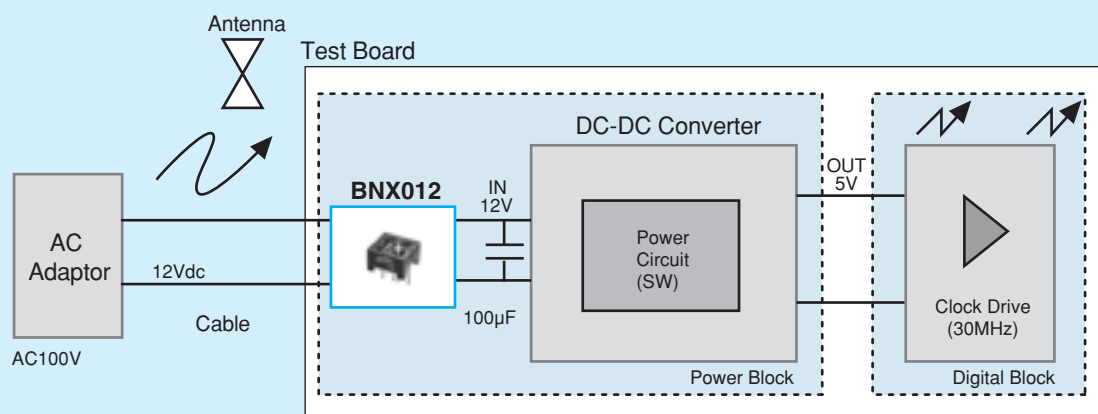 Antenna
Test Board
DC-DC Converter
BNX012
IN
12V
OUT
5V
AC
Adaptor
12Vdc
Cable
AC100V
100μF
Power
Circuit
(SW)
Power Block
Clock Drive
(30MHz)
Digital Block